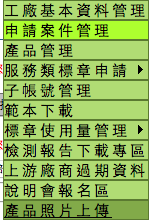 工廠基本資料管理
申請案件管理
產品管理
服務類標章申請
子帳號管理
範本下載
標章使用量管理
檢測報告下載專區
上游廠商過期資料
說明會報名區
產品照片上傳